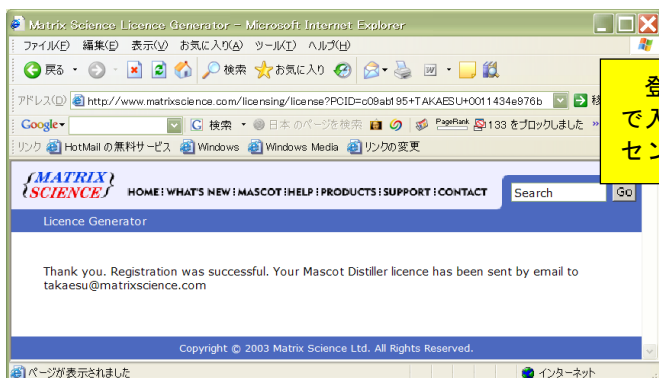 Matrix Science Licence Generator - Microsoft Internet Explorer
ファイル(F) 編集(E) 表示(V) お気に入り(A) ツール(T) ヘルプ(H)
戻る 検索 お気に入り
アドレス(D) http://www.matrixscience.com/licensing/license?PCID=c09ab195+TAKAESU+0011434e976b 移
Google 検索 日本 のページを検索 PageRank 133 をブロックしました »
リンク HotMail の無料サービス Windows Windows Media リンクの変更
登
で入
セン
{MATRIX}
{SCIENCE}
HOME WHAT'S NEW MASCOT HELP PRODUCTS SUPPORT CONTACT Search Go
Licence Generator
Thank you. Registration was successful. Your Mascot Distiller licence has been sent by email to
takaesu@matrixscience.com
Copyright © 2003 Matrix Science Ltd. All Rights Reserved.
ページが表示されました インターネット